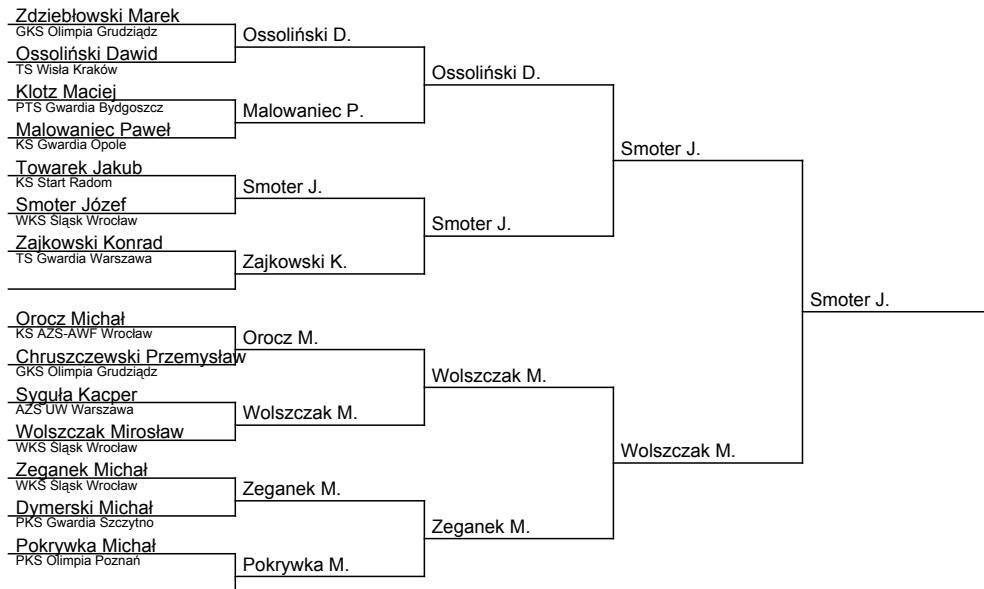 Zdziebłowski Marek
GKS Olimpia Grudziądz
Ossoliński Dawid
TS Wisła Kraków
Klotz Maciej
PTS Gwardia Bydgoszcz
Malowaniec Paweł
KS Gwardia Opole
Towarek Jakub
KS Start Radom
Smoter Józef
WKS Śląsk Wrocław
Zajkowski Konrad
TS Gwardia Warszawa
Orocz Michał
KS AZS-AWF Wrocław
Chruszczewski Przemysław
GKS Olimpia Grudziądz
Syguła Kacper
AZS UW Warszawa
Wolszczak Mirosław
WKS Śląsk Wrocław
Zeganek Michał
WKS Śląsk Wrocław
Dymerski Michał
PKS Gwardia Szczytno
Pokrywka Michał
PKS Olimpia Poznań
Ossoliński D.
Malowaniec P.
Smoter J.
Zajkowski K.
Orocz M.
Wolszczak M.
Zeganek M.
Pokrywka M.
Ossoliński D.
Smoter J.
Wolszczak M.
Zeganek M.
Smoter J.
Wolszczak M.
Smoter J.